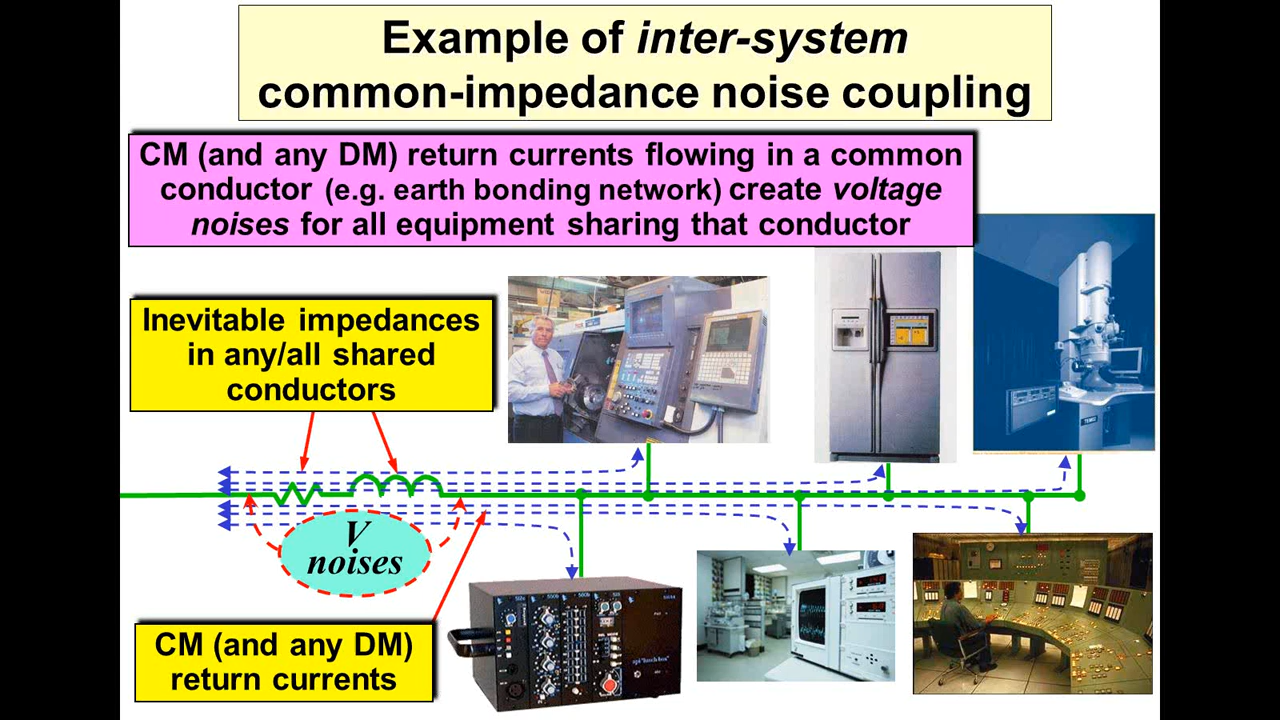 Example of inter-system
common-impedance noise coupling
CM (and any DM) return currents flowing in a common
conductor (e.g. earth bonding network) create voltage
noises for all equipment sharing that conductor
Inevitable impedances
in any/all shared
conductors
V
noises
CM (and any DM)
return currents